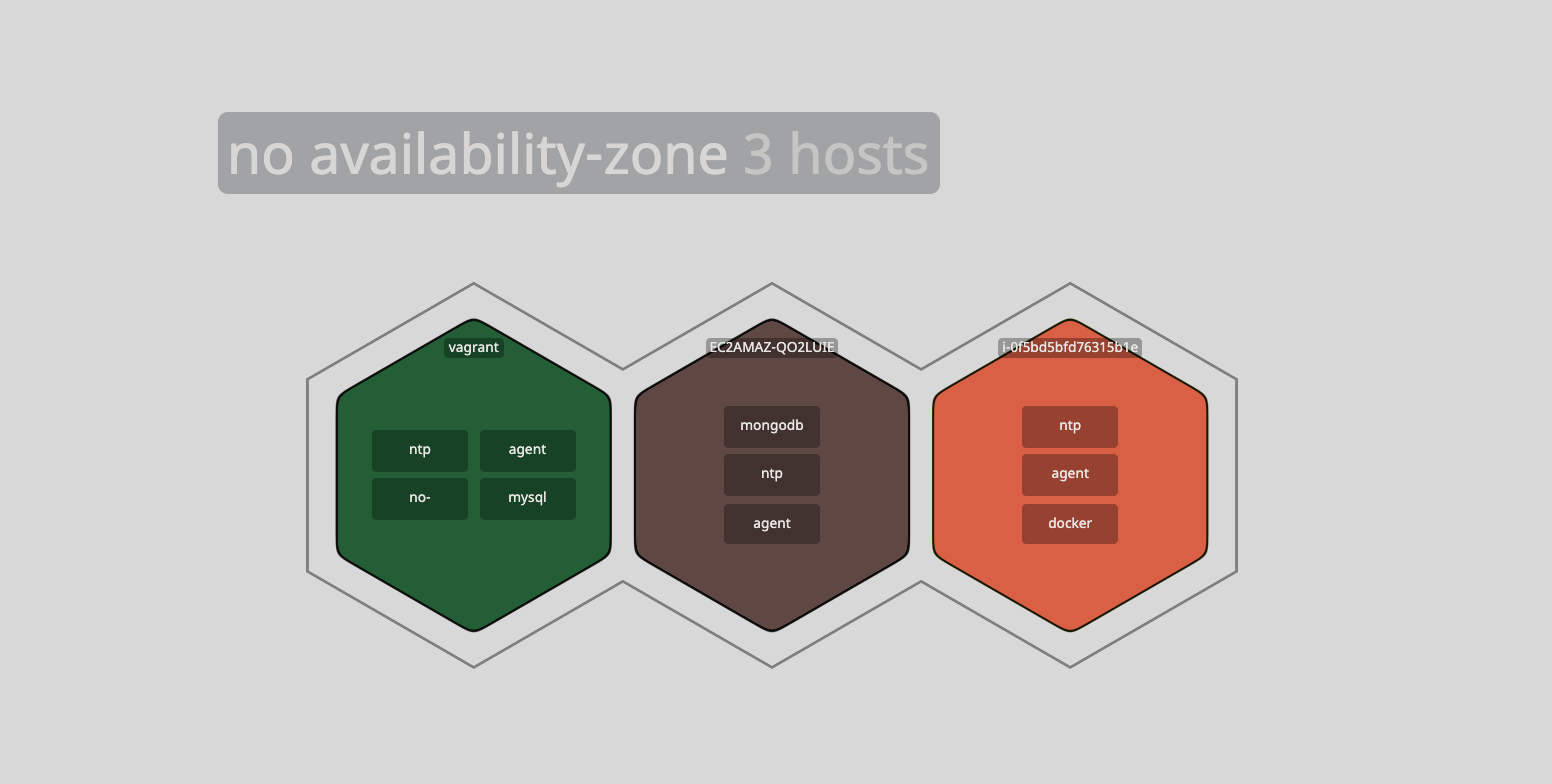 no availability-zone 3 hosts
vagrant
ntp
agent
no-
mysql
EC2AMAZ-QO2LUIE
mongodb
ntp
agent
i-0f5bd5bfd76315b1e
ntp
agent
docker